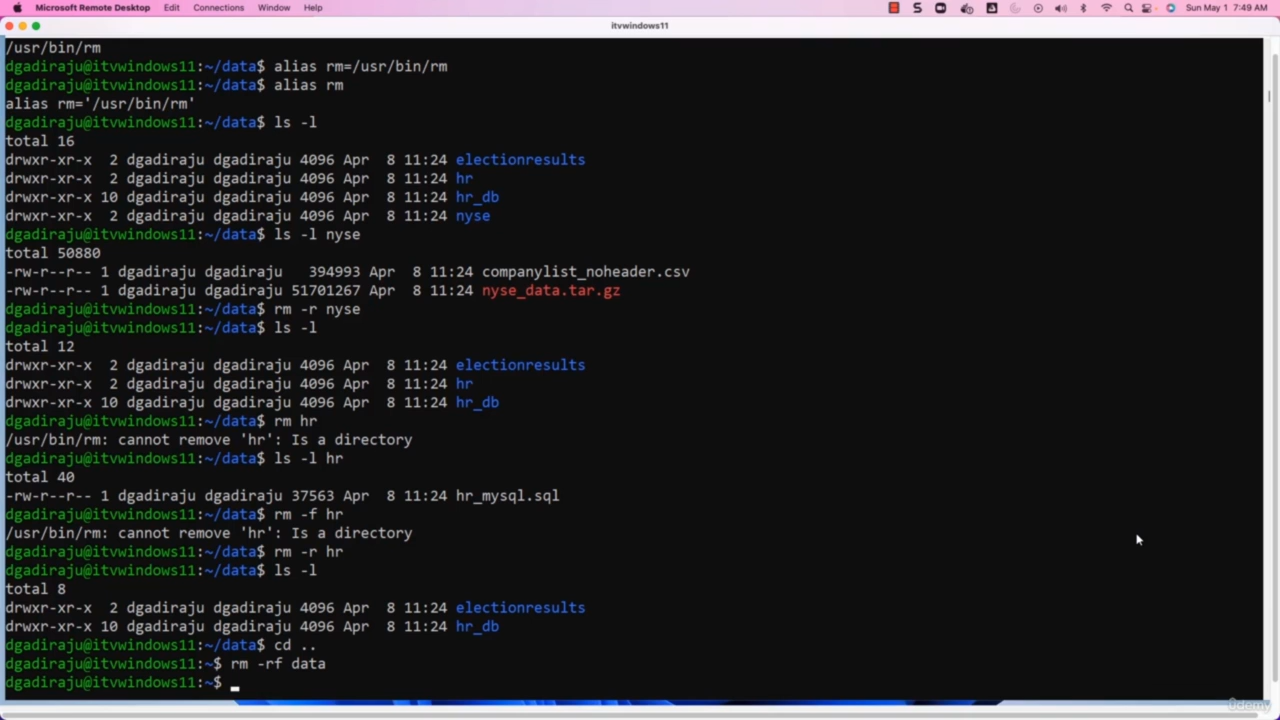 Microsoft Remote Desktop Edit Connections Window Help Sun May 1 7:49 AM
itvwindows11
/usr/bin/rm
dgadiraju@itvwindows11:~/data$ alias rm=/usr/bin/rm
dgadiraju@itvwindows11:~/data$ alias rm
alias rm='/usr/bin/rm'
dgadiraju@itvwindows11:~/data$ ls -l
total 16
drwxr-xr-x  2 dgadiraju dgadiraju 4096 Apr  8 11:24 electionresults
drwxr-xr-x  2 dgadiraju dgadiraju 4096 Apr  8 11:24 hr
drwxr-xr-x 10 dgadiraju dgadiraju 4096 Apr  8 11:24 hr_db
drwxr-xr-x  2 dgadiraju dgadiraju 4096 Apr  8 11:24 nyse
dgadiraju@itvwindows11:~/data$ ls -l nyse
total 50880
-rw-r--r-- 1 dgadiraju dgadiraju   394993 Apr  8 11:24 companylist_noheader.csv
-rw-r--r-- 1 dgadiraju dgadiraju 51701267 Apr  8 11:24 nyse_data.tar.gz
dgadiraju@itvwindows11:~/data$ rm -r nyse
dgadiraju@itvwindows11:~/data$ ls -l
total 12
drwxr-xr-x  2 dgadiraju dgadiraju 4096 Apr  8 11:24 electionresults
drwxr-xr-x  2 dgadiraju dgadiraju 4096 Apr  8 11:24 hr
drwxr-xr-x 10 dgadiraju dgadiraju 4096 Apr  8 11:24 hr_db
dgadiraju@itvwindows11:~/data$ rm hr
/usr/bin/rm: cannot remove 'hr': Is a directory
dgadiraju@itvwindows11:~/data$ ls -l hr
total 40
-rw-r--r-- 1 dgadiraju dgadiraju 37563 Apr  8 11:24 hr_mysql.sql
dgadiraju@itvwindows11:~/data$ rm -f hr
/usr/bin/rm: cannot remove 'hr': Is a directory
dgadiraju@itvwindows11:~/data$ rm -r hr
dgadiraju@itvwindows11:~/data$ ls -l
total 8
drwxr-xr-x  2 dgadiraju dgadiraju 4096 Apr  8 11:24 electionresults
drwxr-xr-x 10 dgadiraju dgadiraju 4096 Apr  8 11:24 hr_db
dgadiraju@itvwindows11:~/data$ cd ..
dgadiraju@itvwindows11:~$ rm -rf data
dgadiraju@itvwindows11:~$
Udemy